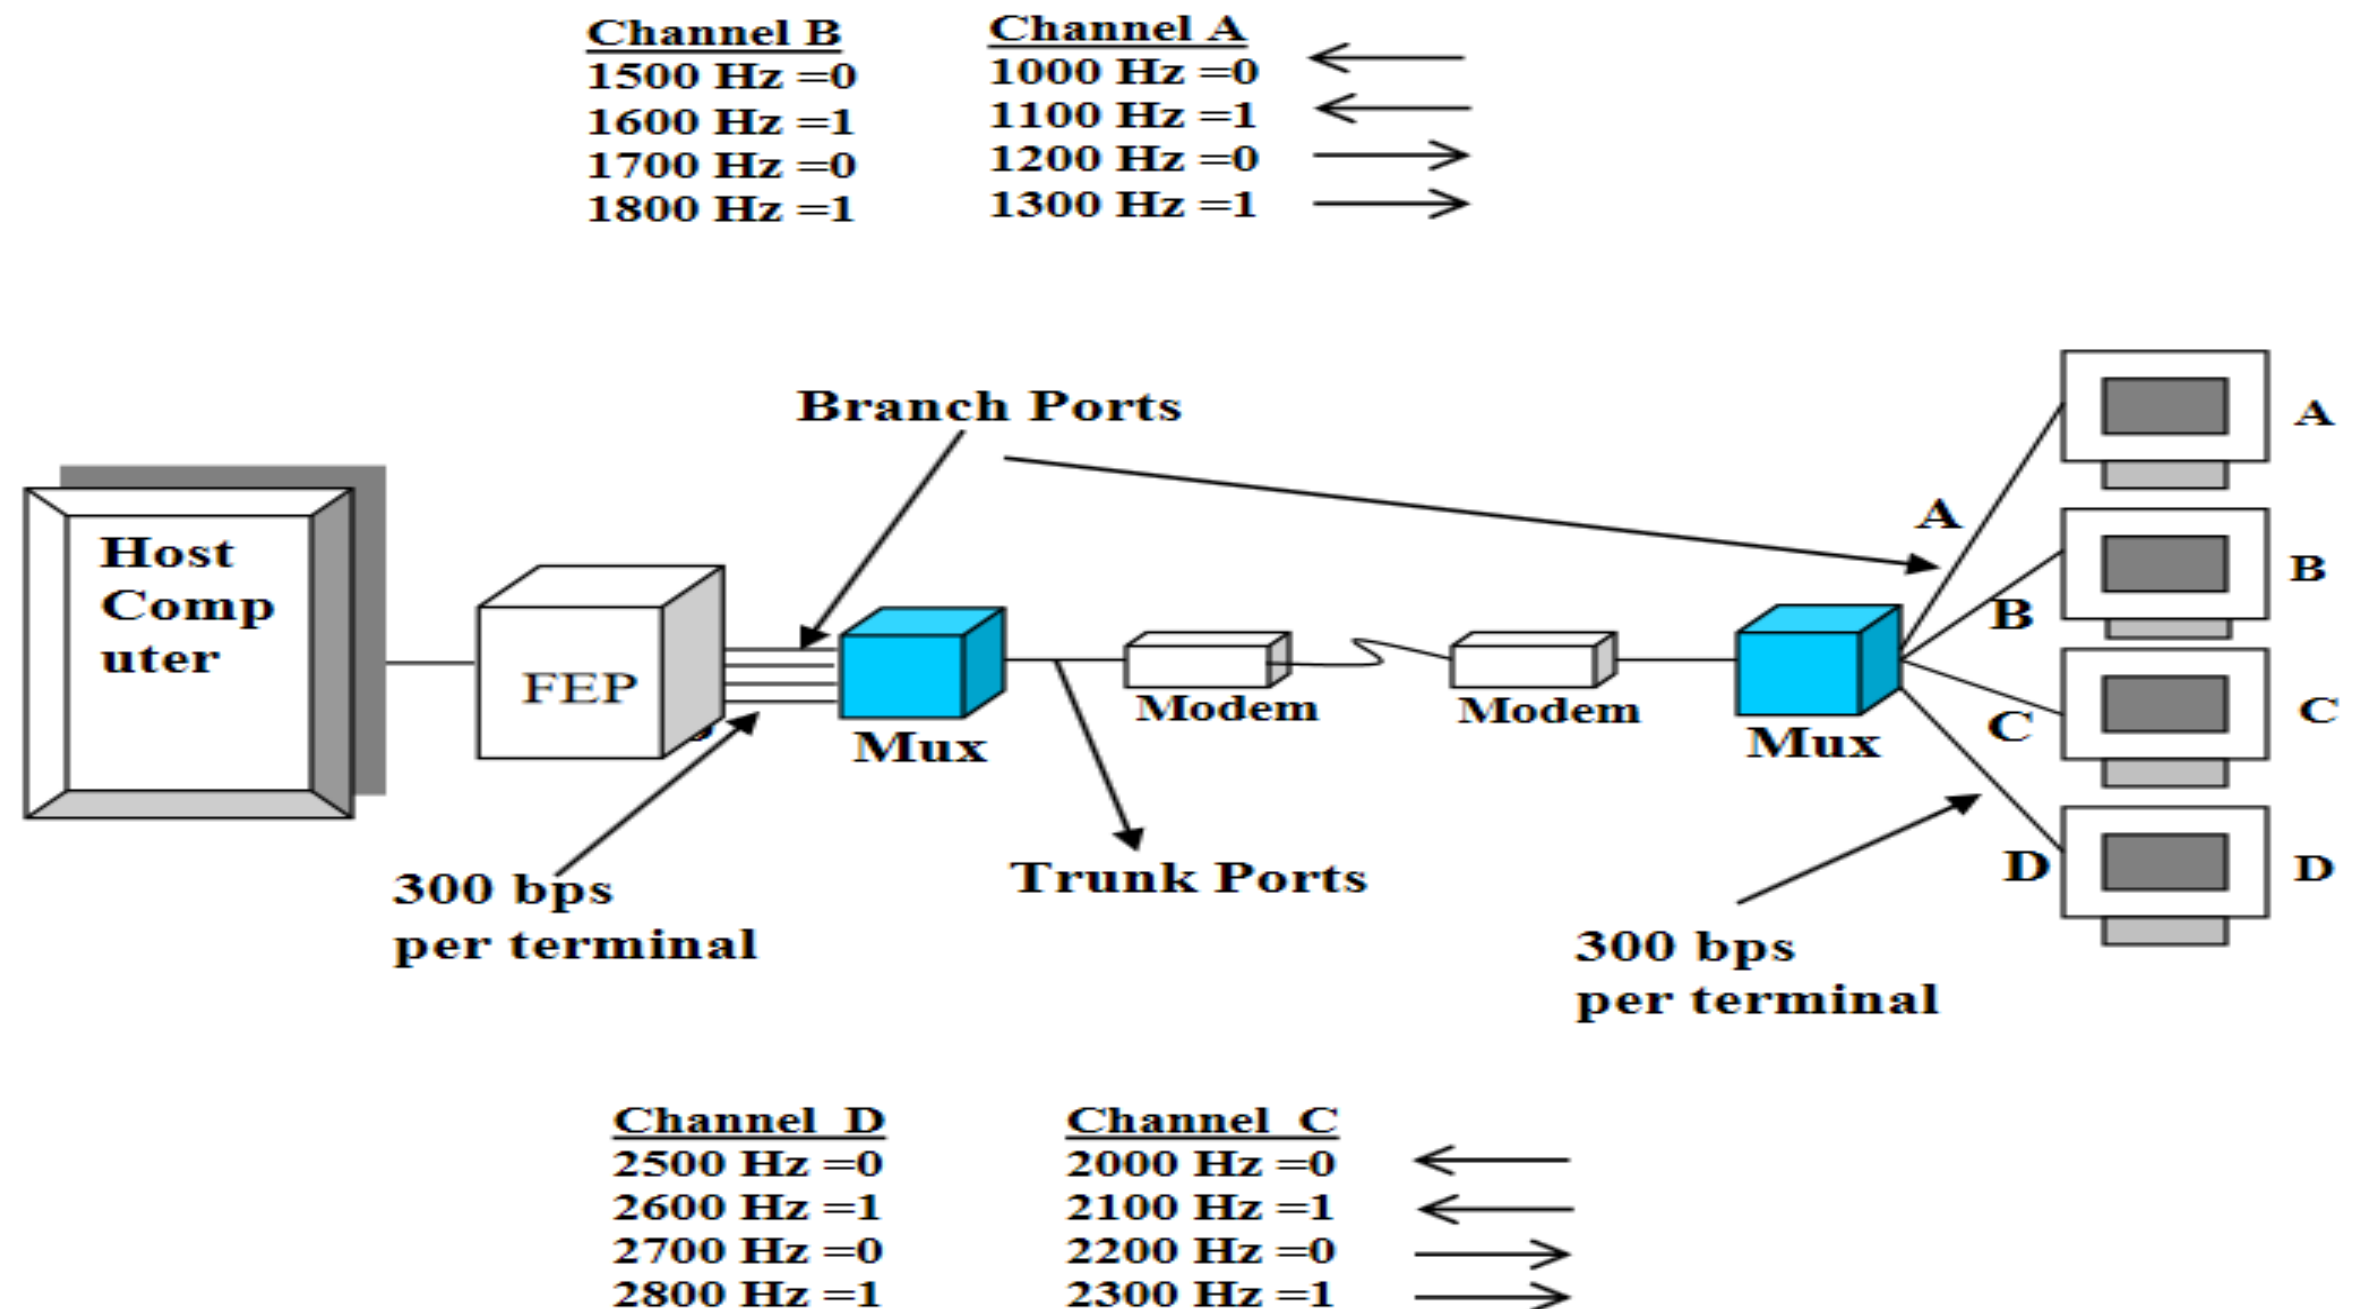 Channel B
1500 Hz =0
1600 Hz =1
1700 Hz =0
1800 Hz =1
Channel A
1000 Hz =0
1100 Hz =1
1200 Hz =0
1300 Hz =1
Branch Ports
Host
Comp
uter
FEP
Mux
Modem
Modem
Mux
A
B
C
D
A
B
C
D
300 bps
per terminal
Trunk Ports
300 bps
per terminal
Channel D
2500 Hz =0
2600 Hz =1
2700 Hz =0
2800 Hz =1
Channel C
2000 Hz =0
2100 Hz =1
2200 Hz =0
2300 Hz =1